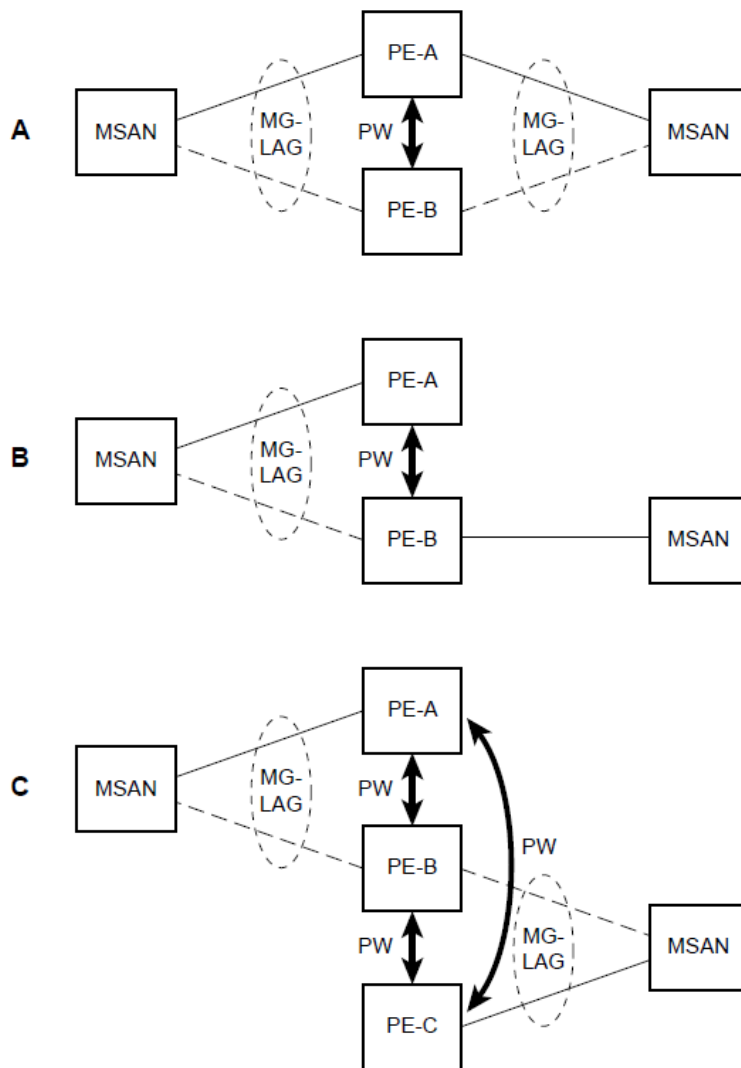 PE-A
A
MSAN
MG-
LAG
PW
MG-
LAG
MSAN
PE-B
PE-A
B
MSAN
MG-
LAG
PW
PE-B
MSAN
PE-A
C
MSAN
MG-
LAG
PW
PW
PE-B
PW
MG-
LAG
MSAN
PE-C